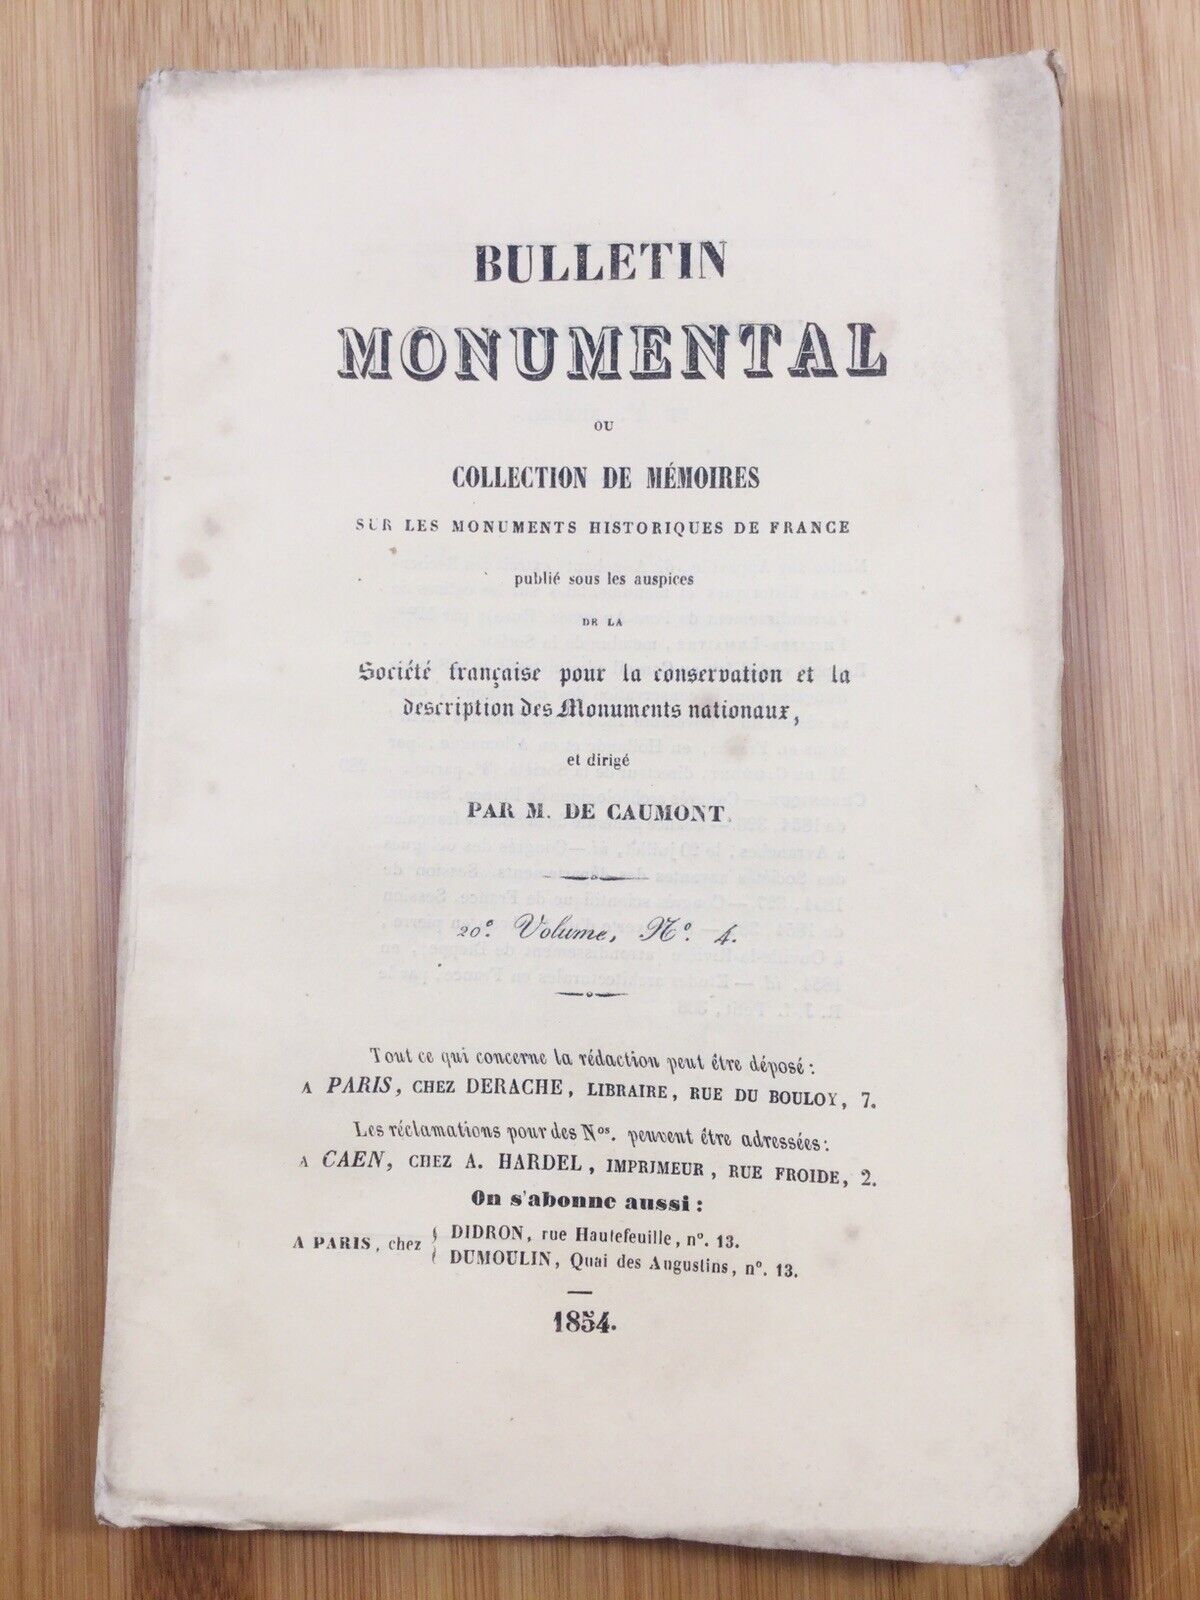 BULLETIN
MONUMENTAL
OU
COLLECTION DE MÉMOIRES
SUR LES MONUMENTS HISTORIQUES DE FRANCE
publié sous les auspices
DE LA
Société française pour la conservation et la
description des Monuments nationaux,
et dirigé
PAR M. DE CAUMONT.
20e. Volume, No. 4.
Tout ce qui concerne la rédaction peut être déposé :
A PARIS, CHEZ DERACHE, LIBRAIRE, RUE DU BOULOY, 7.
Les réclamations pour des Nos. peuvent être adressées :
A CAEN, CHEZ A. HARDEL, IMPRIMEUR, RUE FROIDE, 2.
On s'abonne aussi :
A PARIS, chez { DIDRON, rue Hautefeuille, no. 13.
DUMOULIN, Quai des Augustins, no. 13.
1854.